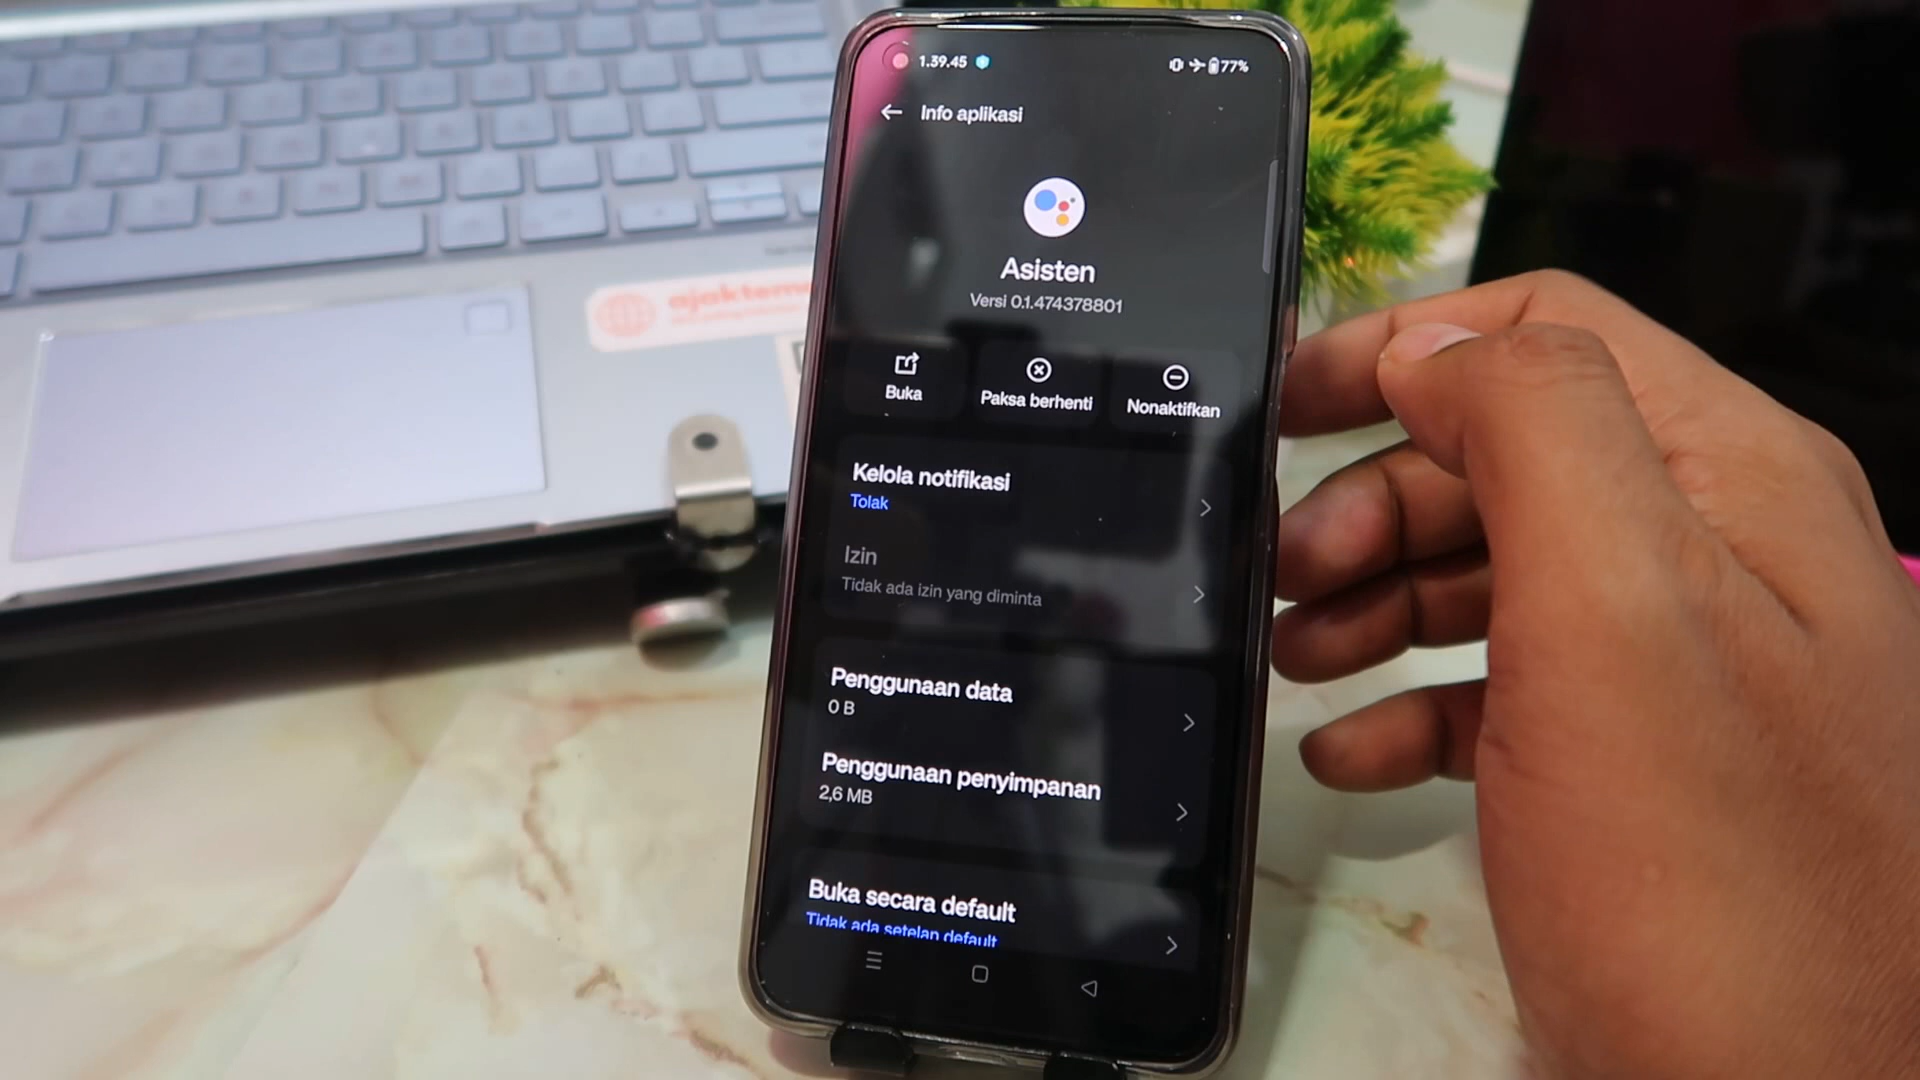 1.39.45
77%
Info aplikasi
Asisten
Versi 0.1.474378801
Buka
Paksa berhenti
Nonaktifkan
Kelola notifikasi
Tolak
Izin
Tidak ada izin yang diminta
Penggunaan data
0 B
Penggunaan penyimpanan
2,6 MB
Buka secara default
Tidak ada setelan default